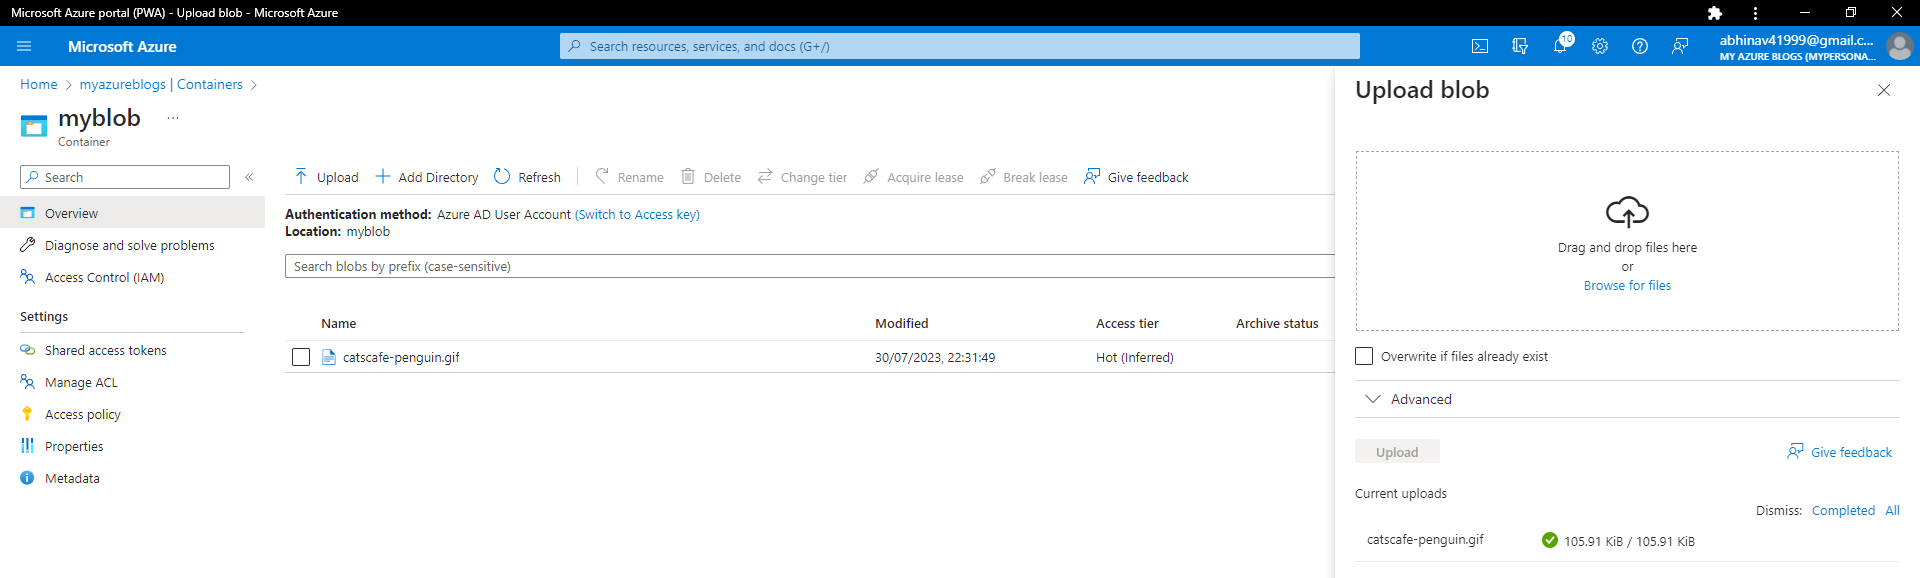 Microsoft Azure portal (PWA) - Upload blob - Microsoft Azure
Microsoft Azure
Search resources, services, and docs (G+/)
10
abhinav41999@gmail.c...
MY AZURE BLOGS (MYPERSONA...
Home > myazureblogs | Containers >
myblob ...
Container
Search
«
Overview
Diagnose and solve problems
Access Control (IAM)
Settings
Shared access tokens
Manage ACL
Access policy
Properties
Metadata
Upload Add Directory Refresh Rename Delete Change tier Acquire lease Break lease Give feedback
Authentication method: Azure AD User Account (Switch to Access key)
Location: myblob
Search blobs by prefix (case-sensitive)
Name Modified Access tier Archive status
catscafe-penguin.gif 30/07/2023, 22:31:49 Hot (Inferred)
Upload blob
Drag and drop files here
or
Browse for files
Overwrite if files already exist
Advanced
Upload Give feedback
Current uploads
Dismiss: Completed All
catscafe-penguin.gif 105.91 KiB / 105.91 KiB